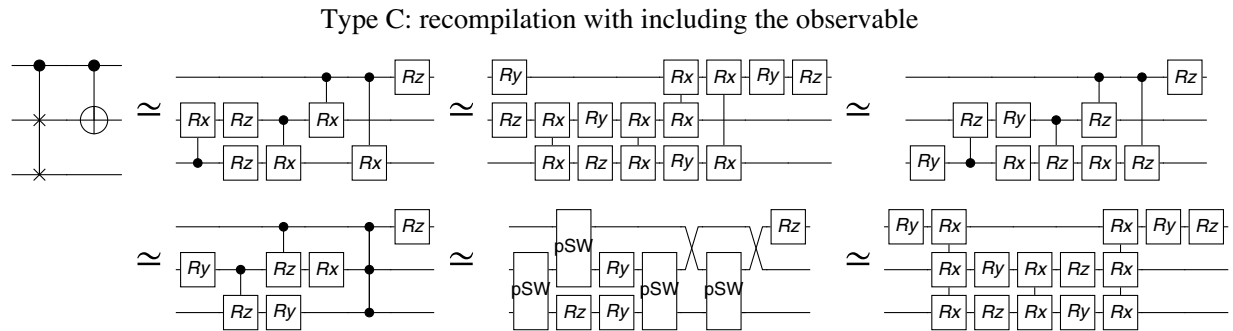 Type C: recompilation with including the observable
≃ Rx Rz Rz Rx Rx Rx Rz
≃ Ry Rz Rx Rx Ry Rz Rx Rx Rx Rx Ry Rx Rx Ry Rz
≃ Ry Rz Ry Rx Rz Rz Rx Rz Rz
≃ Ry Rz Rz Ry Rx Rz
≃ pSW pSW Rz Ry Ry pSW pSW Rz
≃ Ry Rx Rx Rx Ry Rz Rx Rx Rz Ry Rx Rx Rx Ry Rz